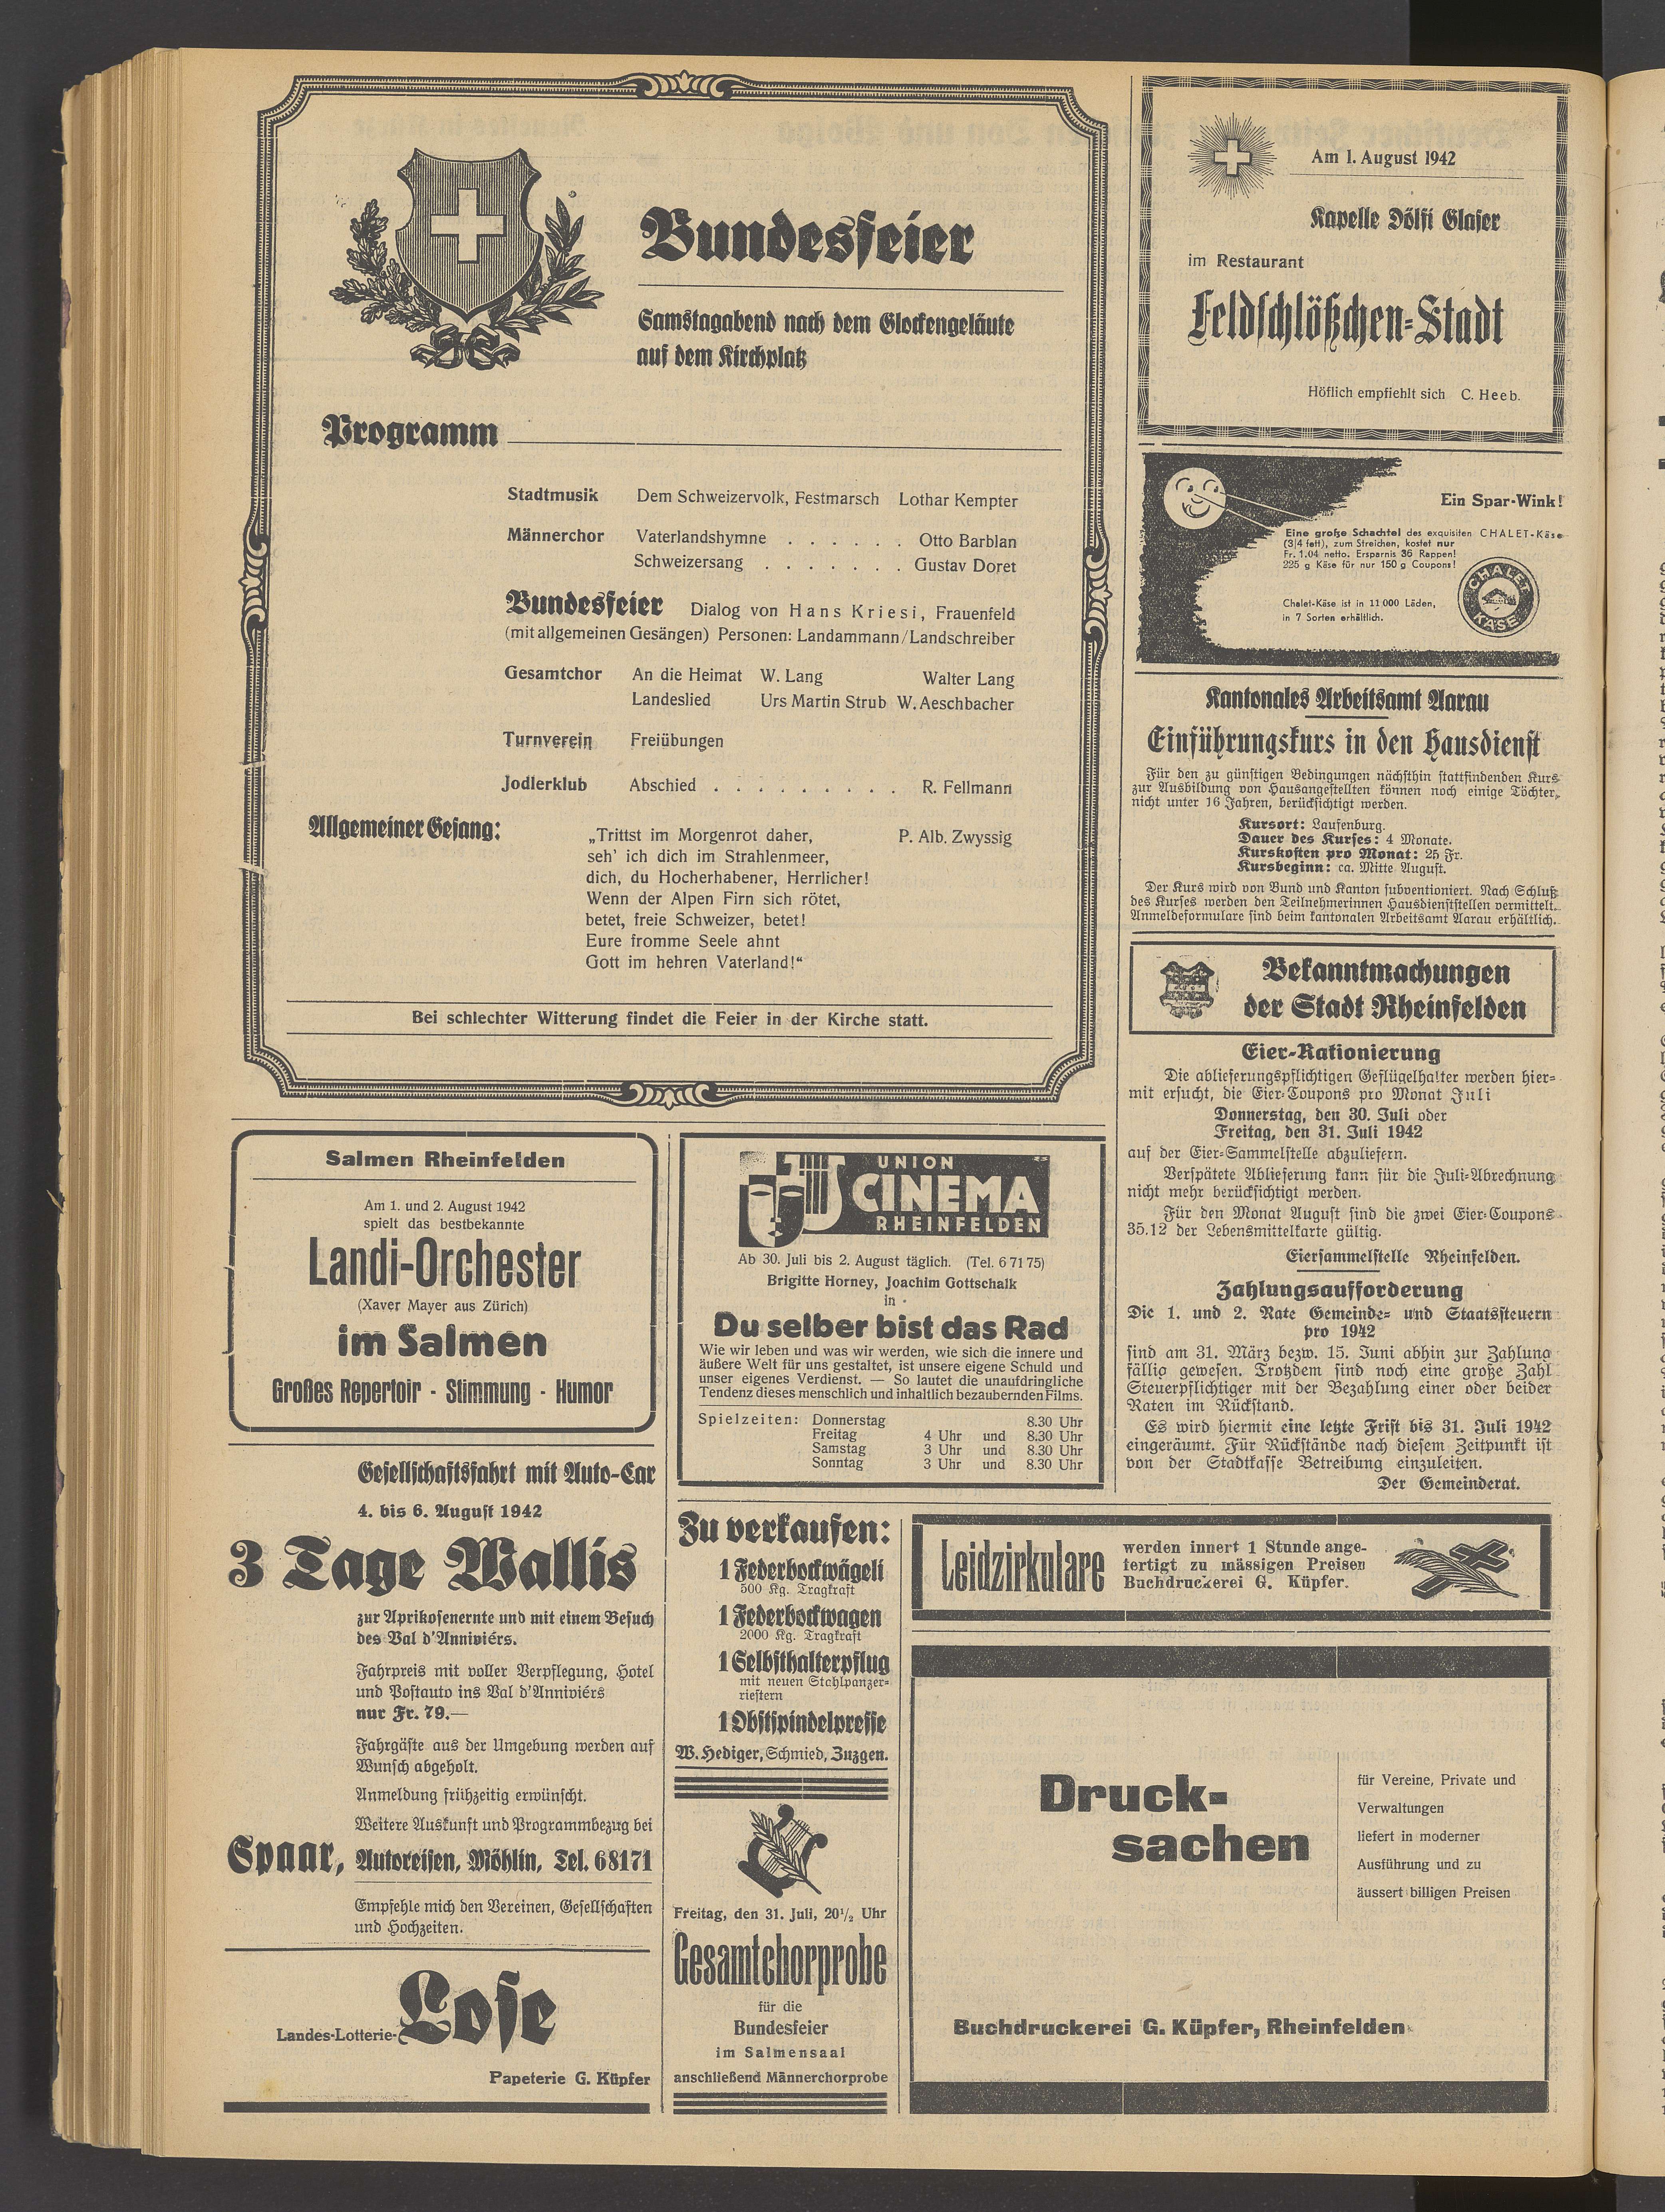 Bundesfeier
Samstagabend nach dem Glockengeläute
auf dem Kirchplatz
Programm
Stadtmusik Dem Schweizervolk, Festmarsch Lothar Kempter
Männerchor Vaterlandshymne . . . . . . Otto Barblan
Schweizersang . . . . . . . Gustav Doret
Bundesfeier Dialog von Hans Kriesi, Frauenfeld
(mit allgemeinen Gesängen) Personen: Landammann/Landschreiber
Gesamtchor An die Heimat W. Lang Walter Lang
Landeslied Urs Martin Strub W. Aeschbacher
Turnverein Freiübungen
Jodlerklub Abschied . . . . . . . . . R. Fellmann
Allgemeiner Gesang: „Trittst im Morgenrot daher, P. Alb. Zwyssig
seh' ich dich im Strahlenmeer,
dich, du Hocherhabener, Herrlicher!
Wenn der Alpen Firn sich rötet,
betet, freie Schweizer, betet!
Eure fromme Seele ahnt
Gott im hehren Vaterland!“
Bei schlechter Witterung findet die Feier in der Kirche statt.
Salmen Rheinfelden
Am 1. und 2. August 1942
spielt das bestbekannte
Landi-Orchester
(Xaver Mayer aus Zürich)
im Salmen
Großes Repertoir - Stimmung - Humor
Gesellschaftsfahrt mit Auto-Car
4. bis 6. August 1942
3 Tage Wallis
zur Aprikosenernte und mit einem Besuch
des Val d'Anniviérs.
Fahrpreis mit voller Verpflegung, Hotel
und Postauto ins Val d'Anniviérs
nur Fr. 79.—
Fahrgäste aus der Umgebung werden auf
Wunsch abgeholt.
Anmeldung frühzeitig erwünscht.
Weitere Auskunft und Programmbezug bei
Spaar, Autoreisen, Möhlin, Tel. 68171
Empfehle mich den Vereinen, Gesellschaften
und Hochzeiten.
Landes-Lotterie-Lose
Papeterie G. Küpfer
UNION
CINEMA
RHEINFELDEN
Ab 30. Juli bis 2. August täglich. (Tel. 6 71 75)
Brigitte Horney, Joachim Gottschalk
in
Du selber bist das Rad
Wie wir leben und was wir werden, wie sich die innere und
äußere Welt für uns gestaltet, ist unsere eigene Schuld und
unser eigenes Verdienst. — So lautet die unaufdringliche
Tendenz dieses menschlich und inhaltlich bezaubernden Films.
Spielzeiten: Donnerstag 8.30 Uhr
Freitag 4 Uhr und 8.30 Uhr
Samstag 3 Uhr und 8.30 Uhr
Sonntag 3 Uhr und 8.30 Uhr
Zu verkaufen:
1 Federbockwägeli
500 Kg. Tragkraft
1 Federbockwagen
2000 Kg. Tragkraft
1 Selbsthalterpflug
mit neuen Stahlpanzer-
riestern
1 Obstspindelpresse
W. Hediger, Schmied, Zuzgen.
Freitag, den 31. Juli, 20½ Uhr
Gesamtchorprobe
für die
Bundesfeier
im Salmensaal
anschließend Männerchorprobe
Am 1. August 1942
Kapelle Dölfi Glaser
im Restaurant
Feldschlößchen-Stadt
Höflich empfiehlt sich C. Heeb.
Ein Spar-Wink!
Eine große Schachtel des exquisiten CHALET-Käse
(3/4 fett), zum Streichen, kostet nur
Fr. 1.04 netto. Ersparnis 36 Rappen!
225 g Käse für nur 150 g Coupons!
Chalet-Käse ist in 11 000 Läden,
in 7 Sorten erhältlich.
CHALET
KÄSE
Kantonales Arbeitsamt Aarau
Einführungskurs in den Hausdienst
Für den zu günstigen Bedingungen nächsthin stattfindenden Kurs
zur Ausbildung von Hausangestellten können noch einige Töchter,
nicht unter 16 Jahren, berücksichtigt werden.
Kursort: Laufenburg.
Dauer des Kurses: 4 Monate.
Kurskosten pro Monat: 25 Fr.
Kursbeginn: ca. Mitte August.
Der Kurs wird von Bund und Kanton subventioniert. Nach Schluß
des Kurses werden den Teilnehmerinnen Hausdienststellen vermittelt.
Anmeldeformulare sind beim kantonalen Arbeitsamt Aarau erhältlich.
Bekanntmachungen
der Stadt Rheinfelden
Eier-Rationierung
Die ablieferungspflichtigen Geflügelhalter werden hier-
mit ersucht, die Eier-Coupons pro Monat Juli
Donnerstag, den 30. Juli oder
Freitag, den 31. Juli 1942
auf der Eier-Sammelstelle abzuliefern.
Verspätete Ablieferung kann für die Juli-Abrechnung
nicht mehr berücksichtigt werden.
Für den Monat August sind die zwei Eier-Coupons
35.12 der Lebensmittelkarte gültig.
Eiersammelstelle Rheinfelden.
Zahlungsaufforderung
Die 1. und 2. Rate Gemeinde- und Staatssteuern
pro 1942
sind am 31. März bezw. 15. Juni abhin zur Zahlung
fällig gewesen. Trotzdem sind noch eine große Zahl
Steuerpflichtiger mit der Bezahlung einer oder beider
Raten im Rückstand.
Es wird hiermit eine letzte Frist bis 31. Juli 1942
eingeräumt. Für Rückstände nach diesem Zeitpunkt ist
von der Stadtkasse Betreibung einzuleiten.
Der Gemeinderat.
Leidzirkulare
werden innert 1 Stunde ange-
fertigt zu mässigen Preisen
Buchdruckerei G. Küpfer.
Druck-
sachen
für Vereine, Private und
Verwaltungen
liefert in moderner
Ausführung und zu
äussert billigen Preisen
Buchdruckerei G. Küpfer, Rheinfelden